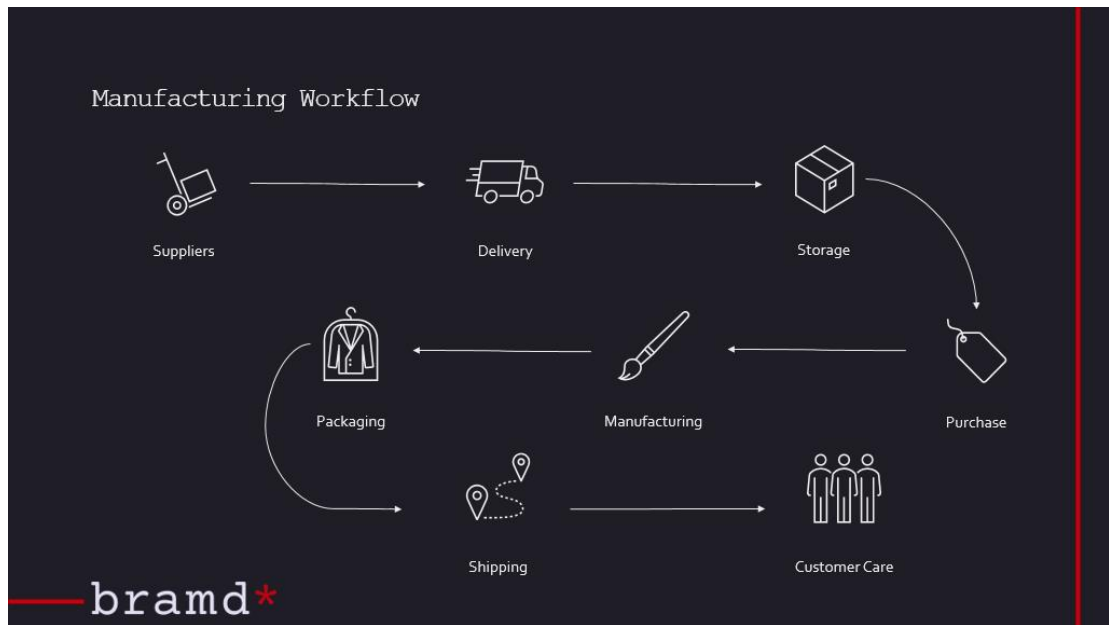 Manufacturing Workflow
Suppliers
Delivery
Storage
Purchase
Manufacturing
Packaging
Shipping
Customer Care
bramd*